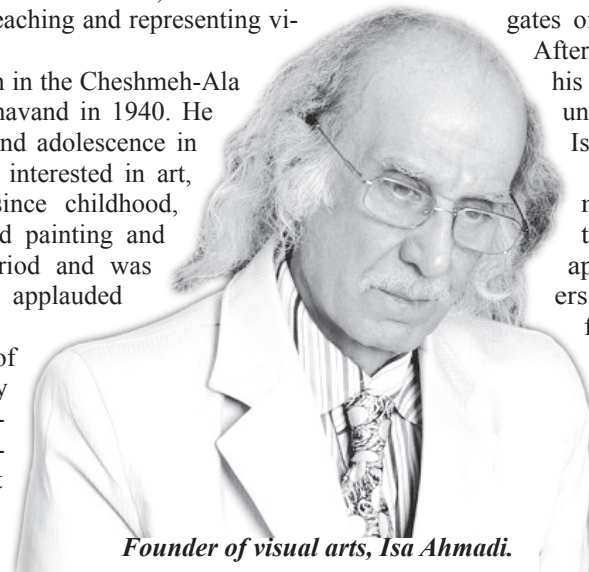 eaching and representing vi-
n in the Cheshmeh-Ala
navand in 1940. He
nd adolescence in
interested in art,
since childhood,
d painting and
riod and was
applauded
of
y
-
-
t
gates of
After
his
un
Is
r
t
ap
ers
f
Founder of visual arts, Isa Ahmadi.